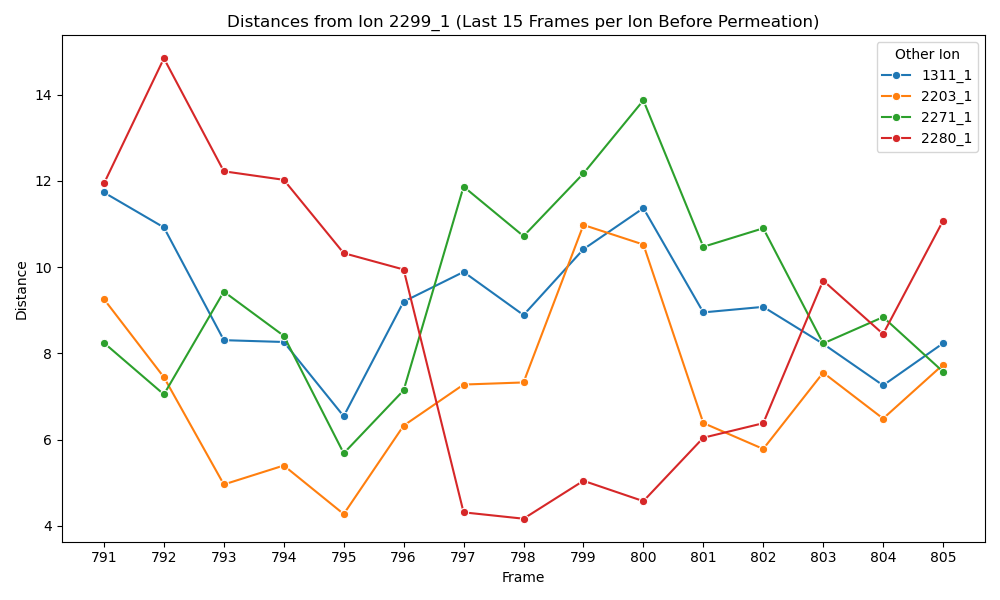 Distances from Ion 2299_1 (Last 15 Frames per Ion Before Permeation)
Other Ion
1311_1
2203_1
2271_1
2280_1
Distance
14
12
10
8
6
4
791 792 793 794 795 796 797 798 799 800 801 802 803 804 805
Frame